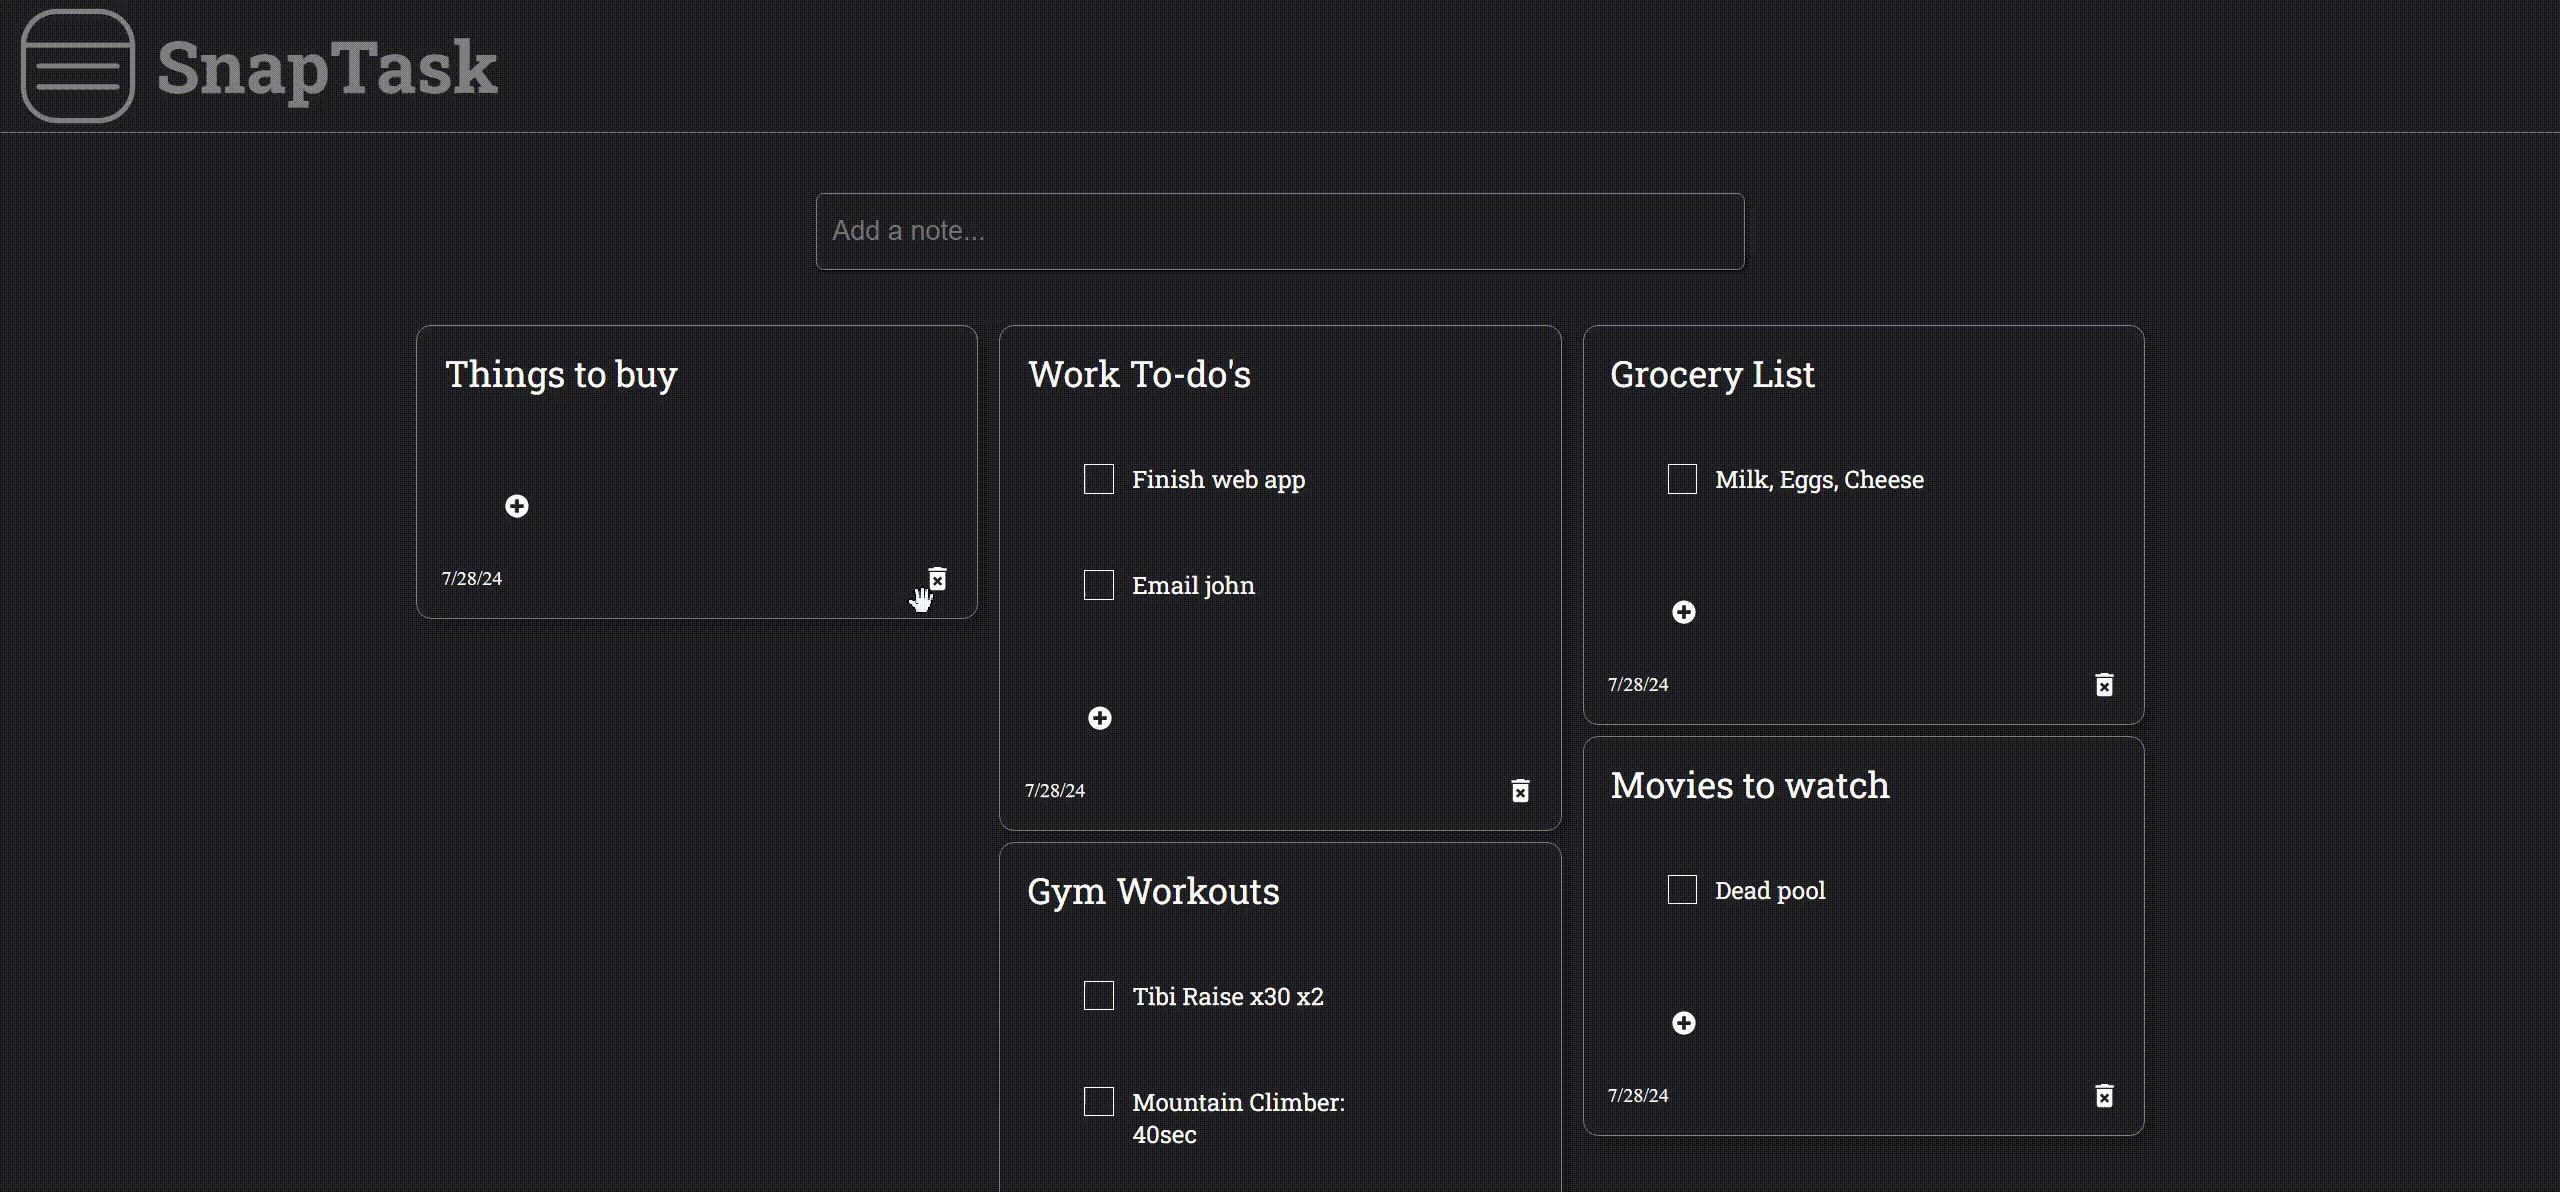 SnapTask
Add a note...
Things to buy
7/28/24
Work To-do's
Finish web app
Email john
7/28/24
Gym Workouts
Tibi Raise x30 x2
Mountain Climber:
40sec
Grocery List
Milk, Eggs, Cheese
7/28/24
Movies to watch
Dead pool
7/28/24